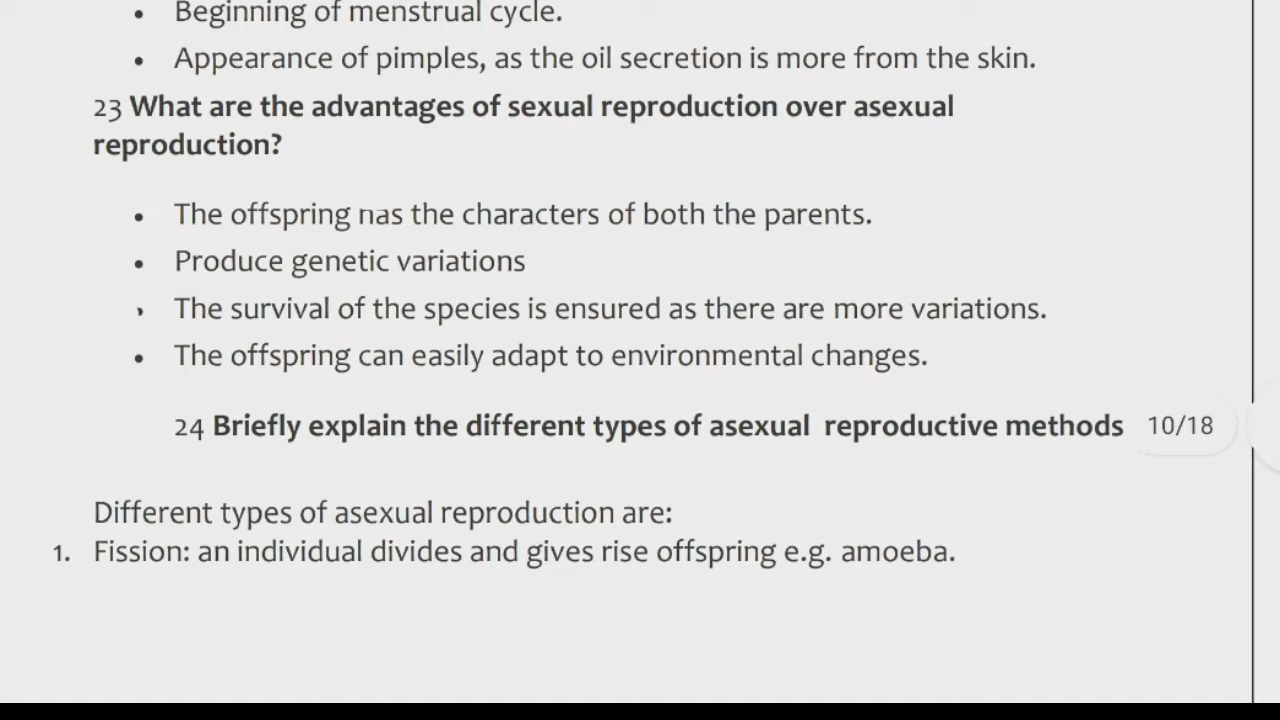 • Beginning of menstrual cycle.
• Appearance of pimples, as the oil secretion is more from the skin.
23 What are the advantages of sexual reproduction over asexual
reproduction?
• The offspring has the characters of both the parents.
• Produce genetic variations
• The survival of the species is ensured as there are more variations.
• The offspring can easily adapt to environmental changes.
24 Briefly explain the different types of asexual  reproductive methods
10/18
Different types of asexual reproduction are:
1. Fission: an individual divides and gives rise offspring e.g. amoeba.